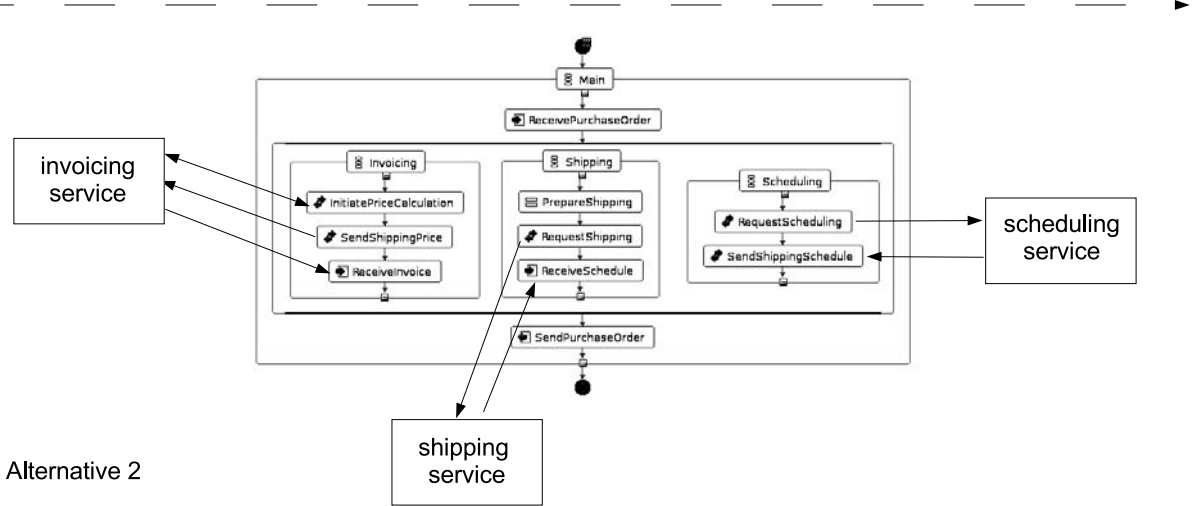 Main
ReceivePurchaseOrder
Invoicing
InitiatePriceCalculation
SendShippingPrice
ReceiveInvoice
Shipping
PrepareShipping
RequestShipping
ReceiveSchedule
Scheduling
RequestScheduling
SendShippingSchedule
SendPurchaseOrder
invoicing
service
scheduling
service
shipping
service
Alternative 2